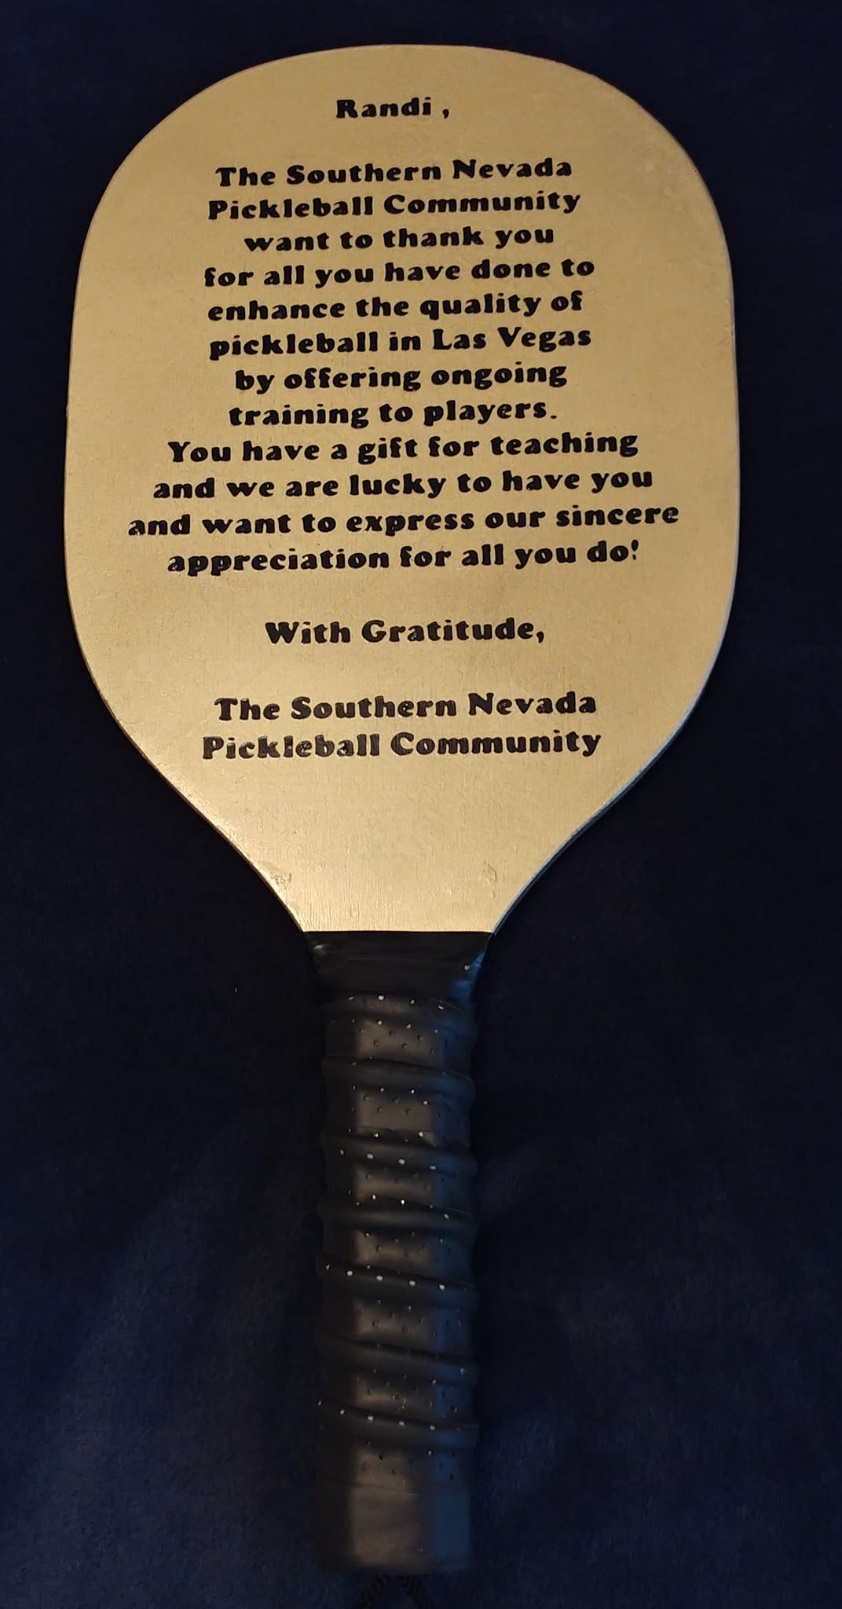 Randi ,
The Southern Nevada
Pickleball Community
want to thank you
for all you have done to
enhance the quality of
pickleball in Las Vegas
by offering ongoing
training to players.
You have a gift for teaching
and we are lucky to have you
and want to express our sincere
appreciation for all you do!
With Gratitude,
The Southern Nevada
Pickleball Community